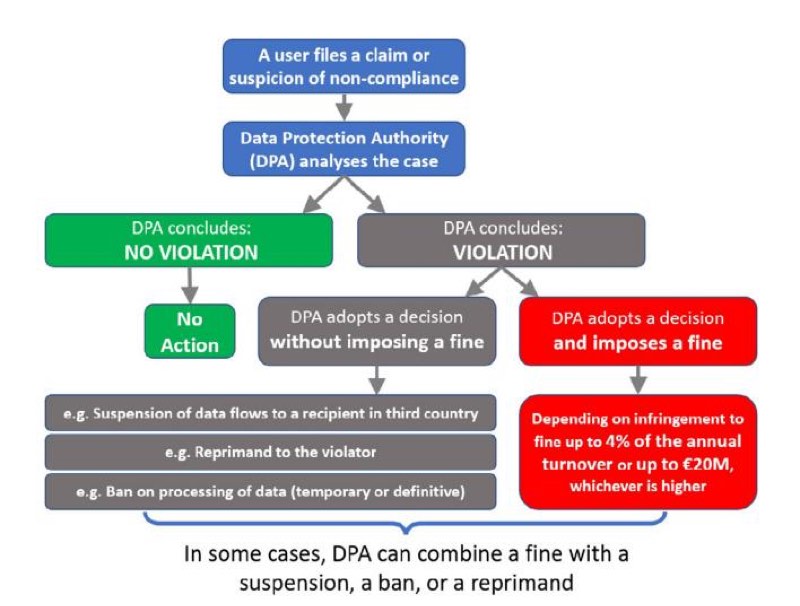 A user files a claim or
suspicion of non-compliance
Data Protection Authority
(DPA) analyses the case
DPA concludes:
NO VIOLATION
DPA concludes:
VIOLATION
No
Action
DPA adopts a decision
without imposing a fine
DPA adopts a decision
and imposes a fine
e.g. Suspension of data flows to a recipient in third country
e.g. Reprimand to the violator
e.g. Ban on processing of data (temporary or definitive)
Depending on infringement to
fine up to 4% of the annual
turnover or up to €20M,
whichever is higher
In some cases, DPA can combine a fine with a
suspension, a ban, or a reprimand